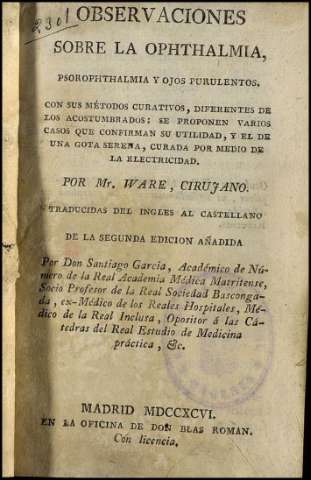 2301
OBSERVACIONES
SOBRE LA OPHTHALMIA,
PSOROPHTHALMIA Y OJOS PURULENTOS.
CON SUS MÉTODOS CURATIVOS, DIFERENTES DE
LOS ACOSTUMBRADOS: SE PROPONEN VARIOS
CASOS QUE CONFIRMAN SU UTILIDAD, Y EL DE
UNA GOTA SERENA, CURADA POR MEDIO DE
LA ELECTRICIDAD.
POR Mr. WARE, CIRUJANO.
TRADUCIDAS DEL INGLES AL CASTELLANO
DE LA SEGUNDA EDICION AÑADIDA
Por Don Santiago García, Académico de Nú-
mero de la Real Academia Médica Matritense,
Socio Profesor de la Real Sociedad Basconga-
da, ex-Médico de los Reales Hospitales, Mé-
dico de la Real Inclusa, Opositor á las Cá-
tedras del Real Estudio de Medicina
práctica, &c.
MADRID MDCCXCVI.
EN LA OFICINA DE DON BLAS ROMAN.
Con licencia.